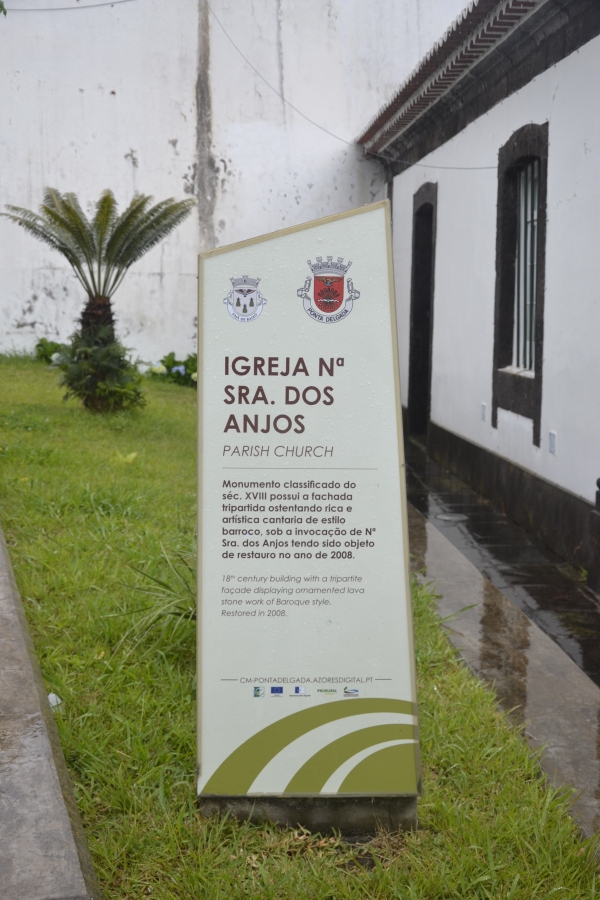 PONTA DELGADA
IGREJA Nª
SRA. DOS
ANJOS
PARISH CHURCH
Monumento classificado do
séc. XVIII possui a fachada
tripartida ostentando rica e
artística cantaria de estilo
barroco, sob a invocação de Nª
Sra. dos Anjos tendo sido objeto
de restauro no ano de 2008.
18th century building with a tripartite
façade displaying ornamented lava
stone work of Baroque style.
Restored in 2008.
CM-PONTADELGADA.AZORESDIGITAL.PT